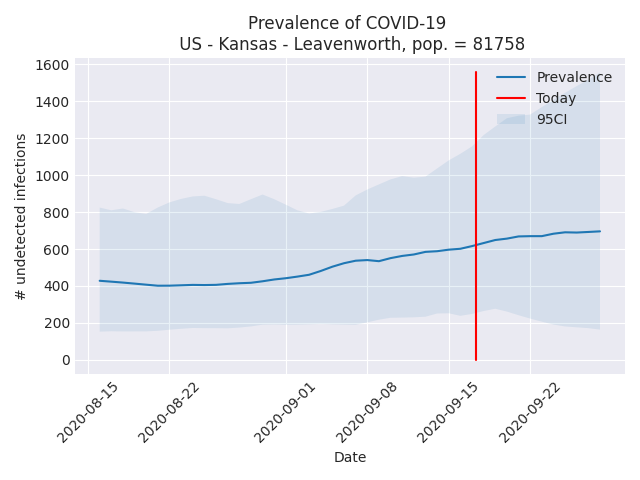 Prevalence of COVID-19
US - Kansas - Leavenworth, pop. = 81758
1600
1400
1200
1000
800
600
400
200
0
# undetected infections
Prevalence
Today
95CI
2020-08-15
2020-08-22
2020-09-01
2020-09-08
2020-09-15
2020-09-22
Date